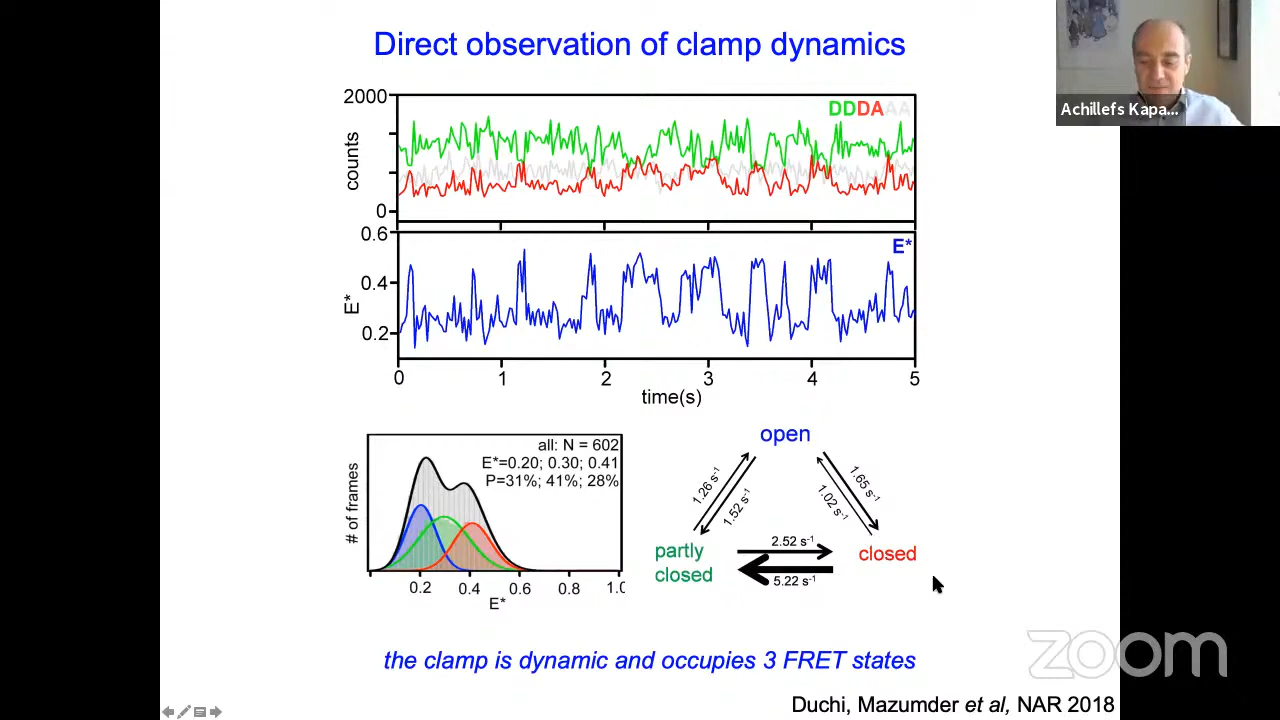 Direct observation of clamp dynamics
Achillefs Kapa...
2000
DDDAAA
counts
0
0.6
E*
0.4
E*
0.2
0 1 2 3 4 5
time(s)
all: N = 602
E*=0.20; 0.30; 0.41
P=31%; 41%; 28%
# of frames
0.2 0.4 0.6 0.8 1.0
E*
open
1.26 s-1
1.52 s-1
1.65 s-1
1.02 s-1
partly
closed
2.52 s-1
5.22 s-1
closed
the clamp is dynamic and occupies 3 FRET states
zoom
Duchi, Mazumder et al, NAR 2018